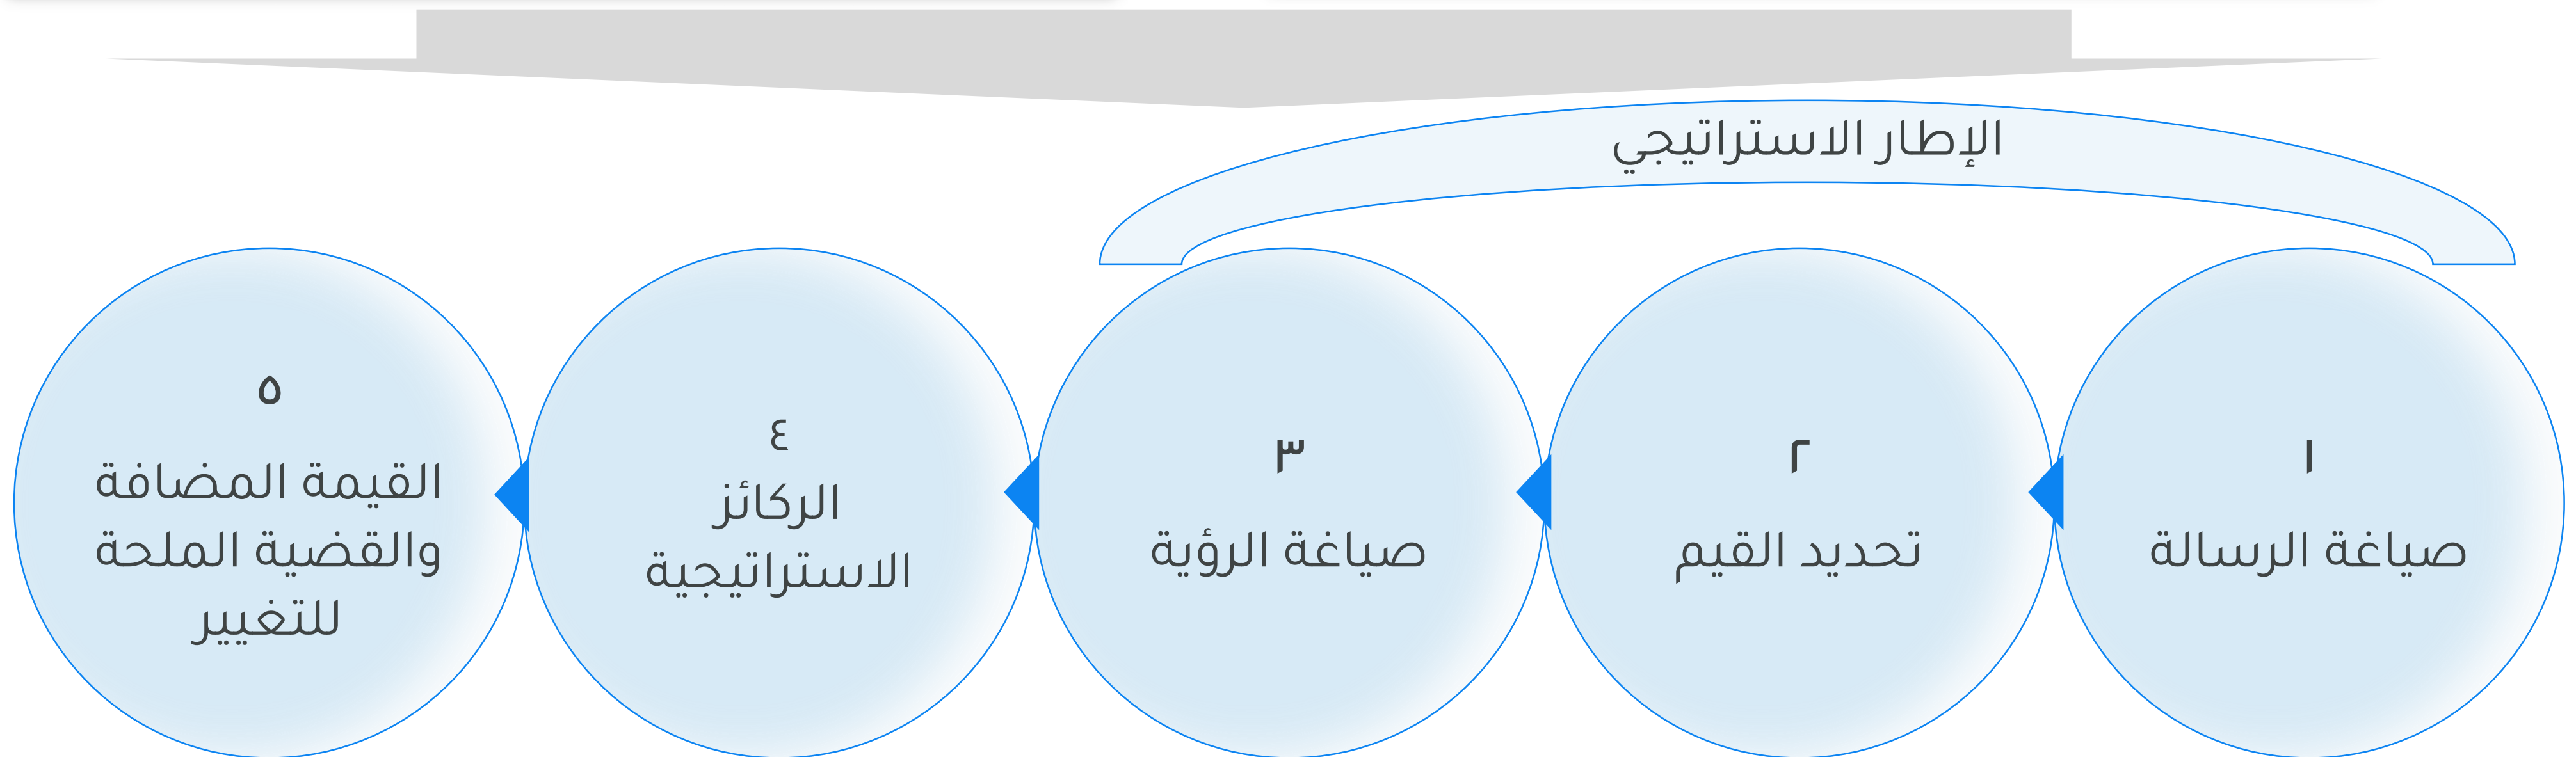 الإطار الاستراتيجي
١
صياغة الرسالة
٢
تحديد القيم
٣
صياغة الرؤية
٤
الركائز
الاستراتيجية
٥
القيمة المضافة
والقضية الملحة
للتغيير